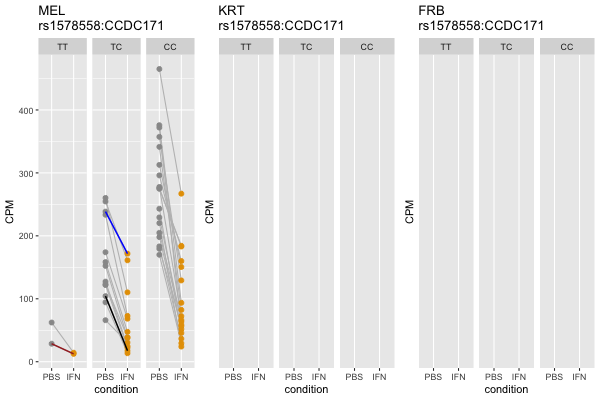 MEL
rs1578558:CCDC171
KRT
rs1578558:CCDC171
FRB
rs1578558:CCDC171
TT TC CC
TT TC CC
TT TC CC
CPM
400
300
200
100
0
CPM
CPM
PBS IFN PBS IFN PBS IFN
PBS IFN PBS IFN PBS IFN
PBS IFN PBS IFN PBS IFN
condition
condition
condition